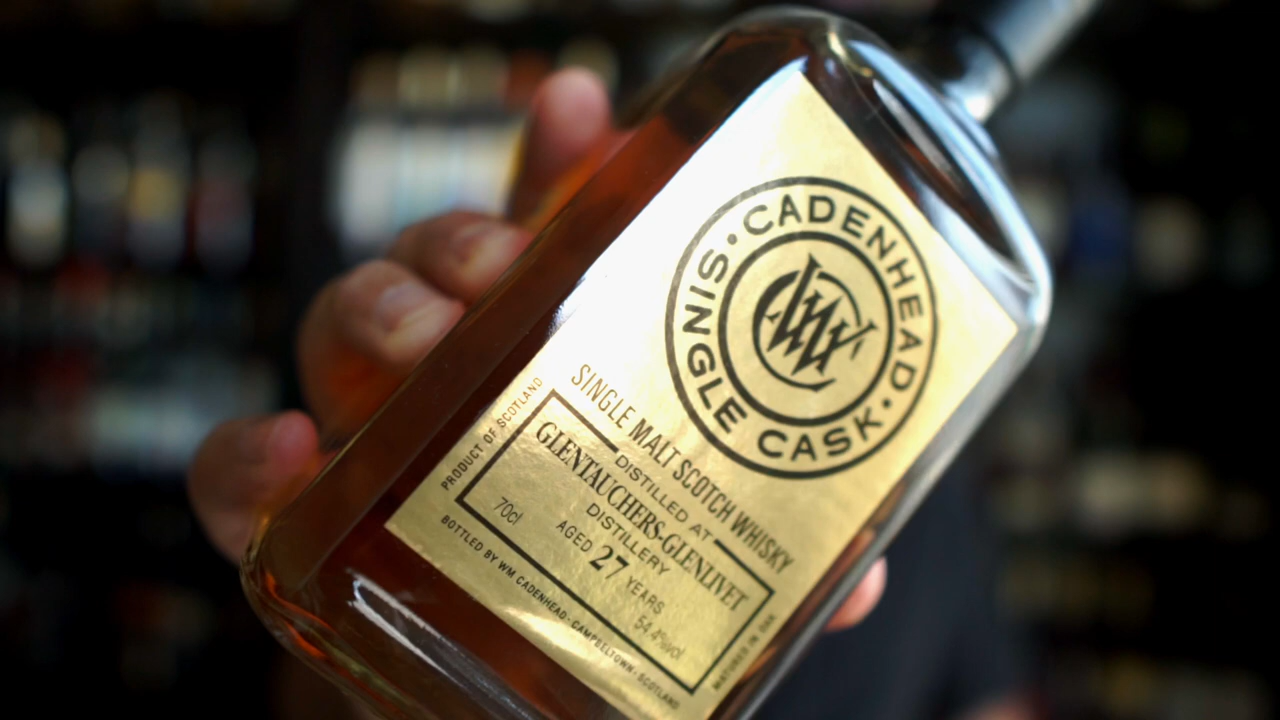 CADENHEAD·
SINGLE CASK·
SINGLE MALT SCOTCH WHISKY
DISTILLED AT
GLENTAUCHERS-GLENLIVET
DISTILLERY
AGED 27 YEARS
70cl
54.4%vol
PRODUCT OF SCOTLAND
MATURED IN OAK
BOTTLED BY WM CADENHEAD·CAMPBELTOWN·SCOTLAND